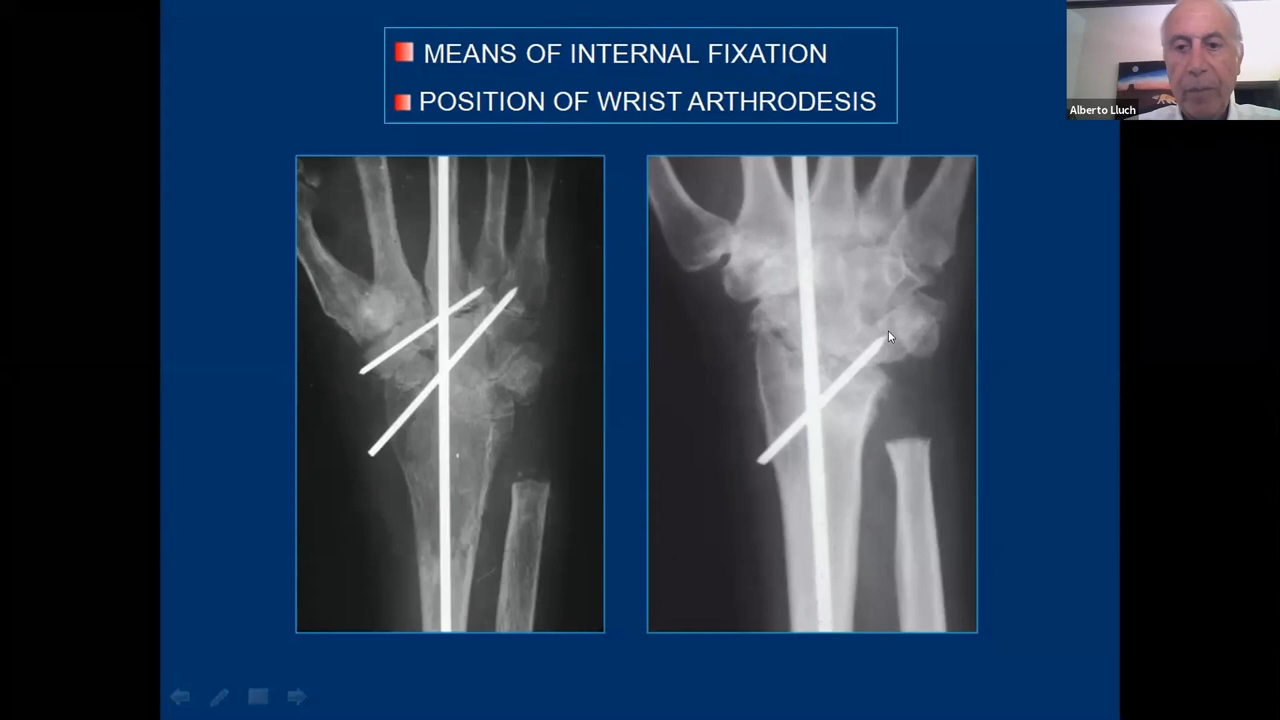 MEANS OF INTERNAL FIXATION
POSITION OF WRIST ARTHRODESIS
Alberto Lluch